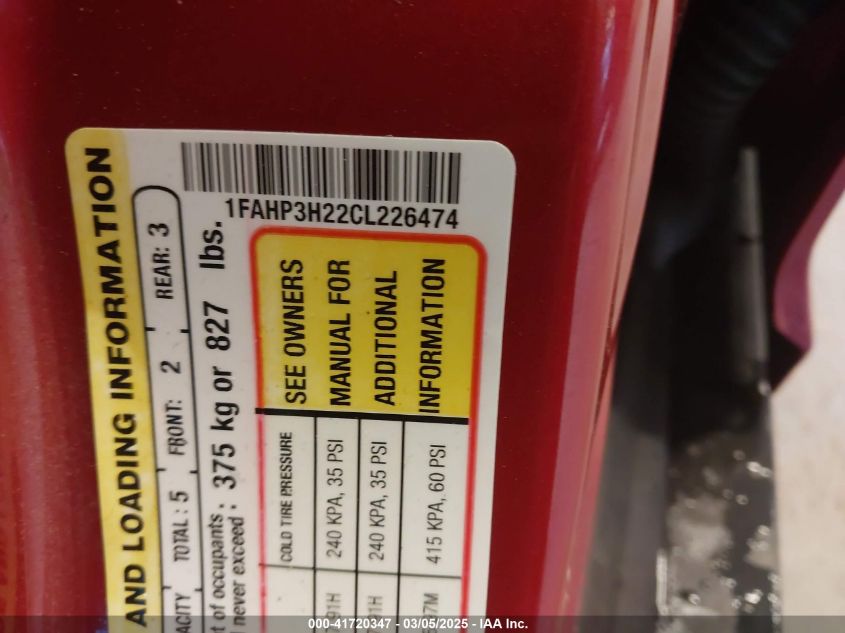 1FAHP3H22CL226474
AND LOADING INFORMATION
TOTAL: 5 FRONT: 2 REAR: 3
of occupants: 375 kg or 827 lbs.
never exceed:
COLD TIRE PRESSURE
SEE OWNERS
MANUAL FOR
ADDITIONAL
INFORMATION
240 KPA, 35 PSI
240 KPA, 35 PSI
415 KPA, 60 PSI
000-41720347 - 03/05/2025 - IAA Inc.